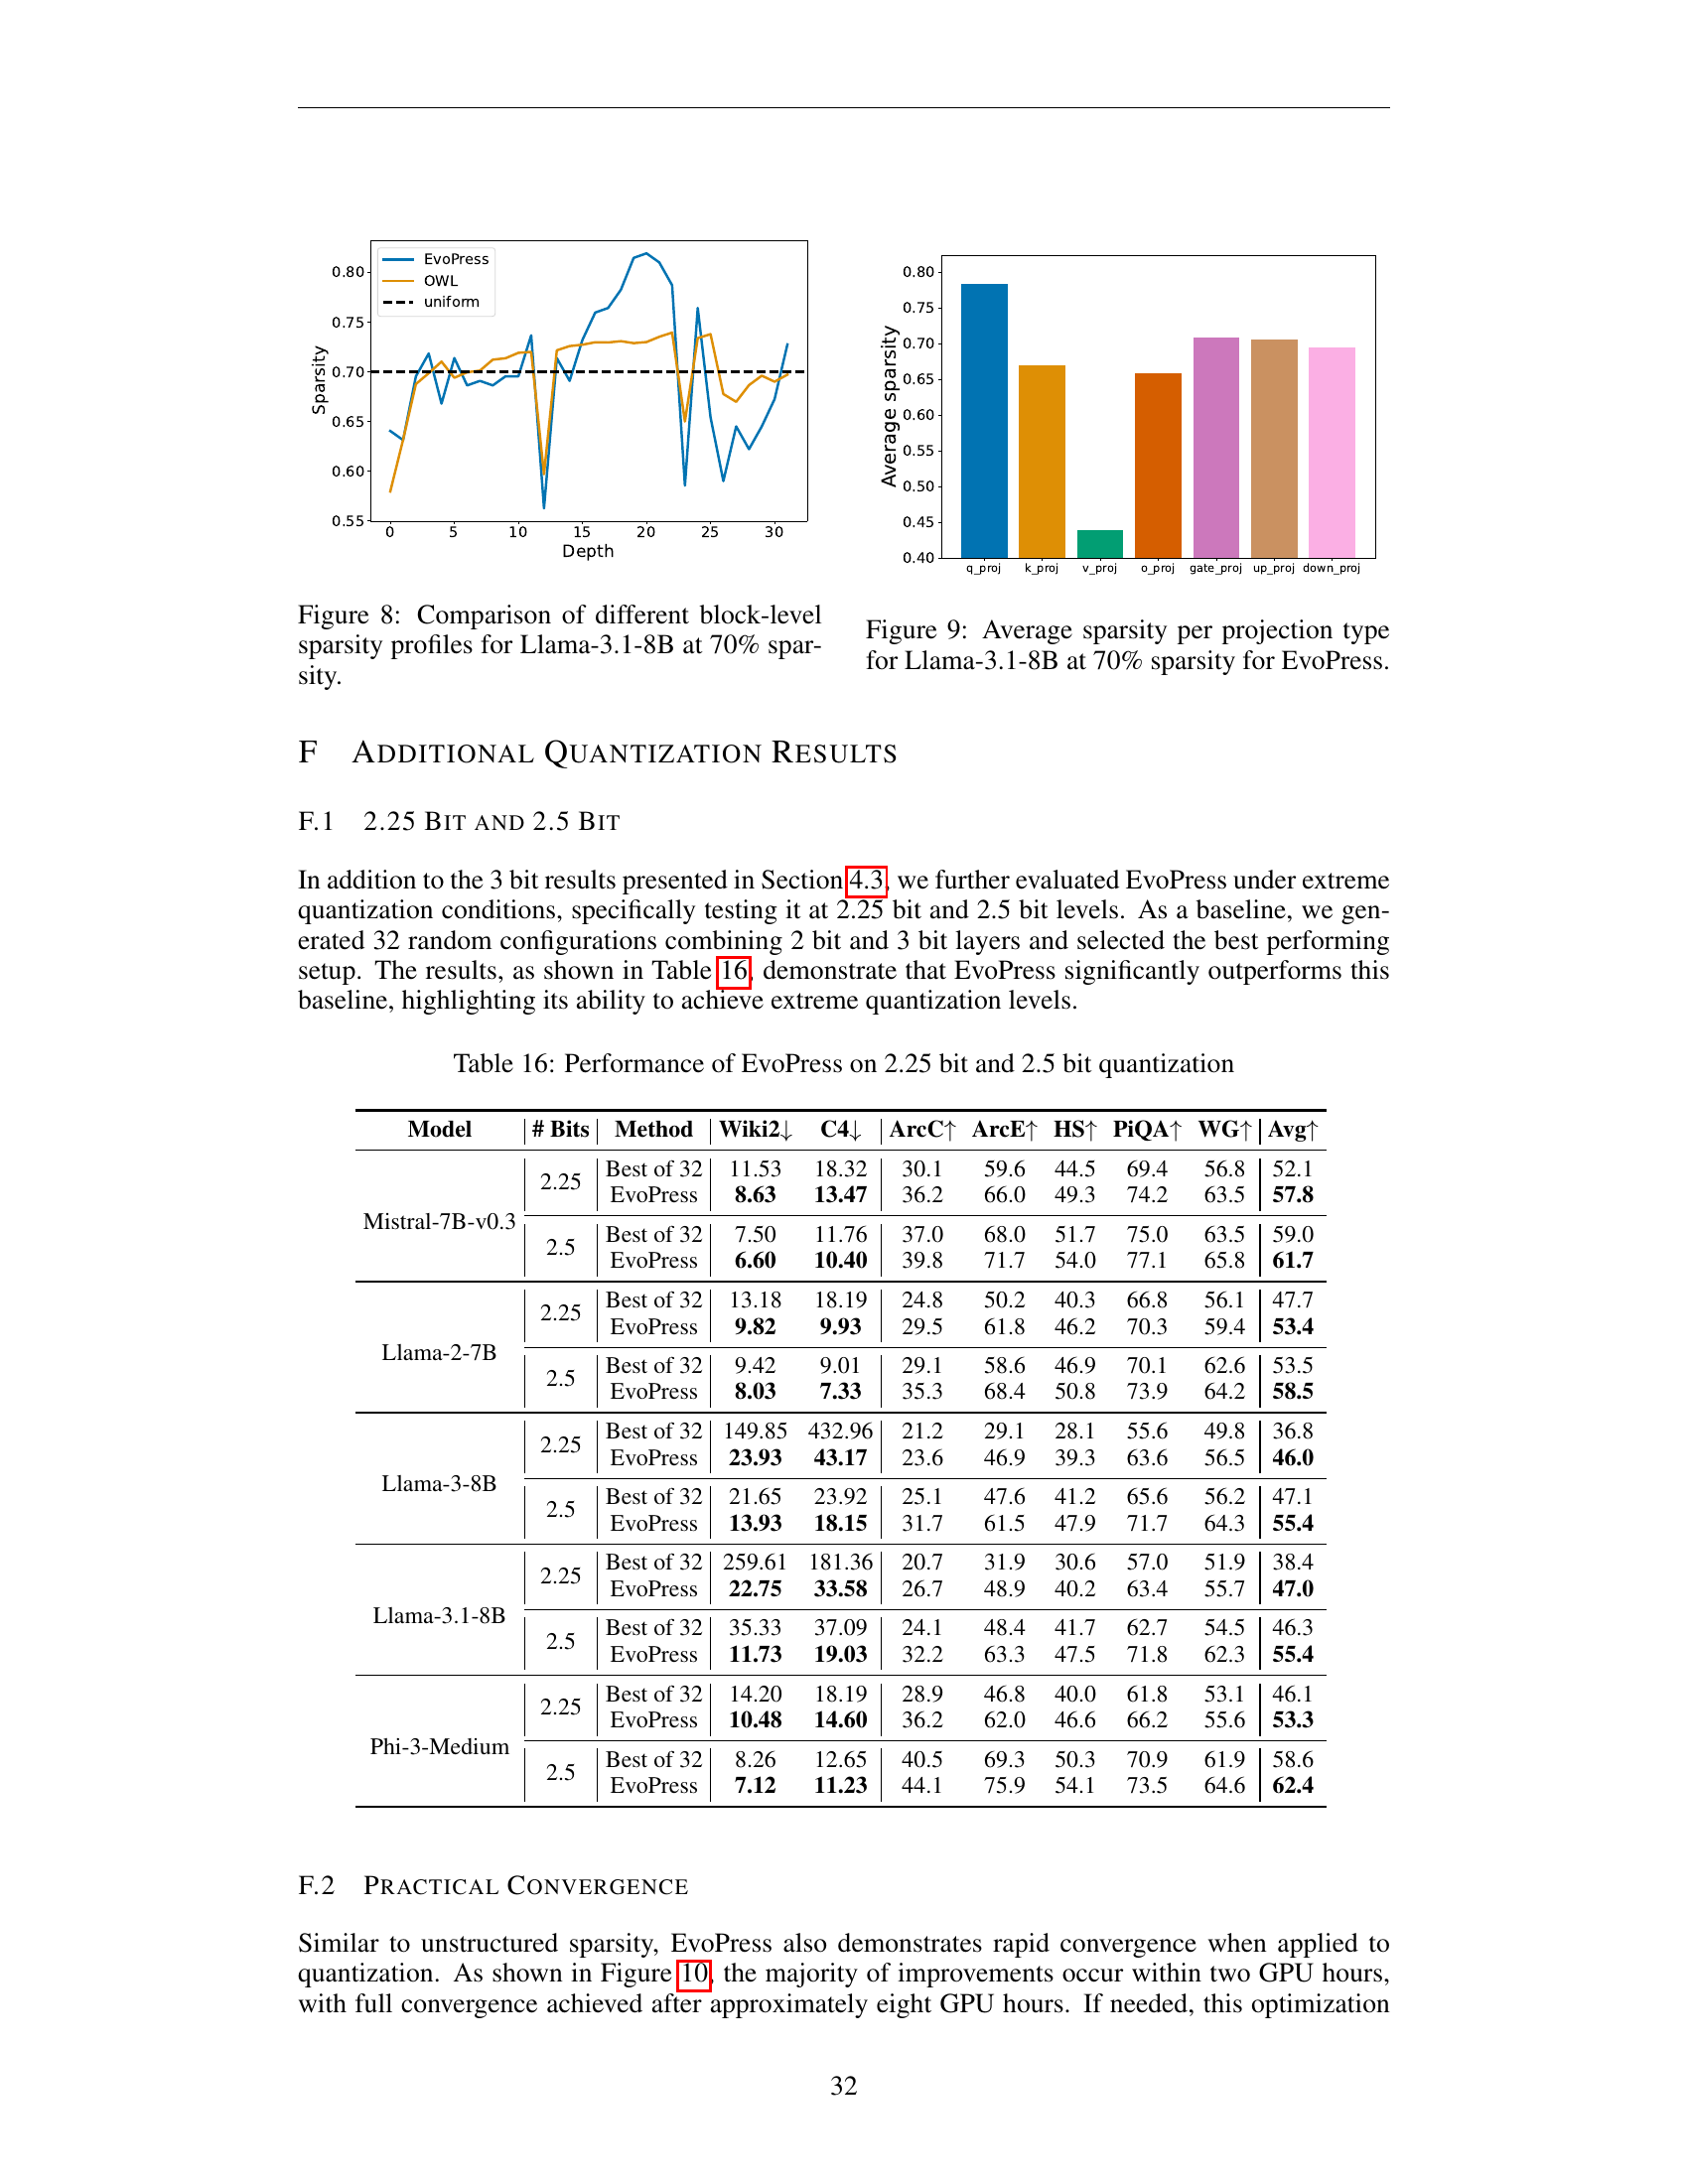 0.80
0.75
0.70
0.65
0.60
0.55
Sparsity
EvoPress
OWL
uniform
0 5 10 15 20 25 30
Depth
Figure 8: Comparison of different block-level
sparsity profiles for Llama-3.1-8B at 70% spar-
sity.
0.80
0.75
0.70
0.65
0.60
0.55
0.50
0.45
0.40
Average sparsity
q_proj k_proj v_proj o_proj gate_proj up_proj down_proj
Figure 9: Average sparsity per projection type
for Llama-3.1-8B at 70% sparsity for EvoPress.
F ADDITIONAL QUANTIZATION RESULTS
F.1 2.25 BIT AND 2.5 BIT
In addition to the 3 bit results presented in Section 4.3, we further evaluated EvoPress under extreme
quantization conditions, specifically testing it at 2.25 bit and 2.5 bit levels. As a baseline, we gen-
erated 32 random configurations combining 2 bit and 3 bit layers and selected the best performing
setup. The results, as shown in Table 16, demonstrate that EvoPress significantly outperforms this
baseline, highlighting its ability to achieve extreme quantization levels.
Table 16: Performance of EvoPress on 2.25 bit and 2.5 bit quantization
Model # Bits Method Wiki2↓ C4↓ ArcC↑ ArcE↑ HS↑ PiQA↑ WG↑ Avg↑
Mistral-7B-v0.3
2.25
Best of 32 11.53 18.32 30.1 59.6 44.5 69.4 56.8 52.1
EvoPress 8.63 13.47 36.2 66.0 49.3 74.2 63.5 57.8
2.5
Best of 32 7.50 11.76 37.0 68.0 51.7 75.0 63.5 59.0
EvoPress 6.60 10.40 39.8 71.7 54.0 77.1 65.8 61.7
Llama-2-7B
2.25
Best of 32 13.18 18.19 24.8 50.2 40.3 66.8 56.1 47.7
EvoPress 9.82 9.93 29.5 61.8 46.2 70.3 59.4 53.4
2.5
Best of 32 9.42 9.01 29.1 58.6 46.9 70.1 62.6 53.5
EvoPress 8.03 7.33 35.3 68.4 50.8 73.9 64.2 58.5
Llama-3-8B
2.25
Best of 32 149.85 432.96 21.2 29.1 28.1 55.6 49.8 36.8
EvoPress 23.93 43.17 23.6 46.9 39.3 63.6 56.5 46.0
2.5
Best of 32 21.65 23.92 25.1 47.6 41.2 65.6 56.2 47.1
EvoPress 13.93 18.15 31.7 61.5 47.9 71.7 64.3 55.4
Llama-3.1-8B
2.25
Best of 32 259.61 181.36 20.7 31.9 30.6 57.0 51.9 38.4
EvoPress 22.75 33.58 26.7 48.9 40.2 63.4 55.7 47.0
2.5
Best of 32 35.33 37.09 24.1 48.4 41.7 62.7 54.5 46.3
EvoPress 11.73 19.03 32.2 63.3 47.5 71.8 62.3 55.4
Phi-3-Medium
2.25
Best of 32 14.20 18.19 28.9 46.8 40.0 61.8 53.1 46.1
EvoPress 10.48 14.60 36.2 62.0 46.6 66.2 55.6 53.3
2.5
Best of 32 8.26 12.65 40.5 69.3 50.3 70.9 61.9 58.6
EvoPress 7.12 11.23 44.1 75.9 54.1 73.5 64.6 62.4
F.2 PRACTICAL CONVERGENCE
Similar to unstructured sparsity, EvoPress also demonstrates rapid convergence when applied to
quantization. As shown in Figure 10, the majority of improvements occur within two GPU hours,
with full convergence achieved after approximately eight GPU hours. If needed, this optimization
32